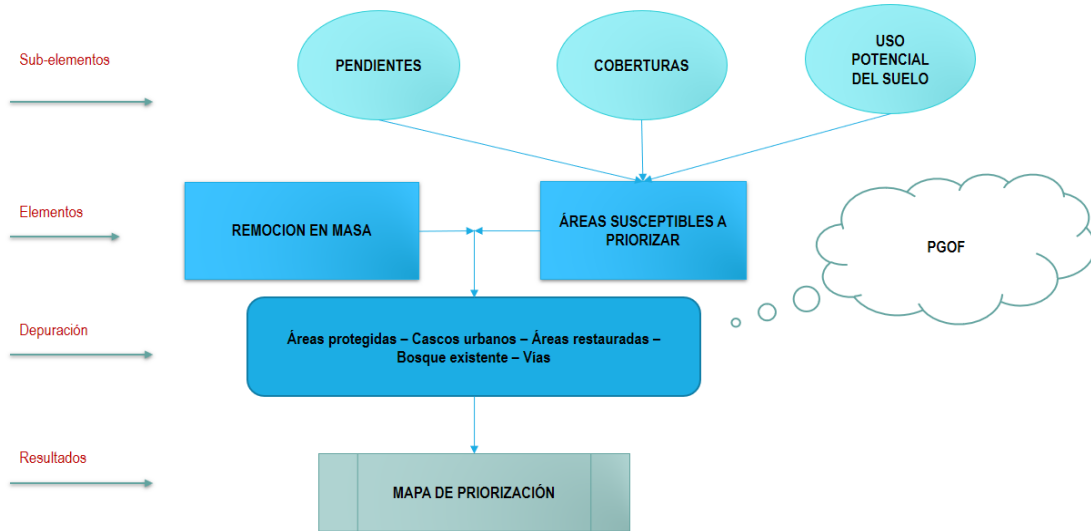 Sub-elementos
PENDIENTES
COBERTURAS
USO
POTENCIAL
DEL SUELO
Elementos
REMOCION EN MASA
ÁREAS SUSCEPTIBLES A
PRIORIZAR
PGOF
Depuración
Áreas protegidas – Cascos urbanos – Áreas restauradas –
Bosque existente – Vías
Resultados
MAPA DE PRIORIZACIÓN